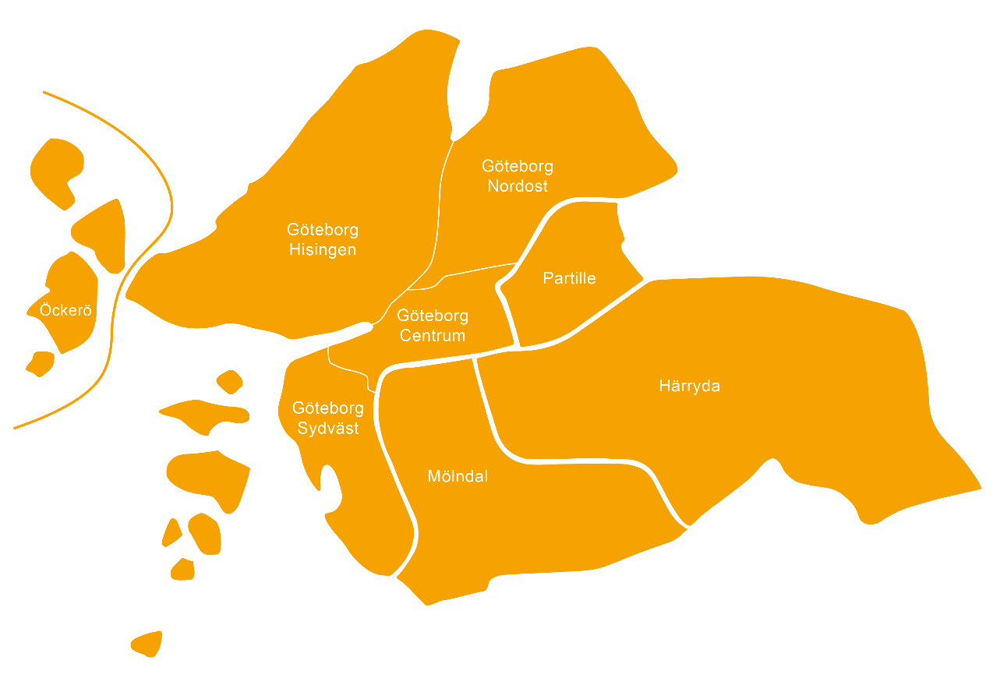 Göteborg
Nordost
Göteborg
Hisingen
Partille
Öckerö
Göteborg
Centrum
Härryda
Göteborg
Sydväst
Mölndal